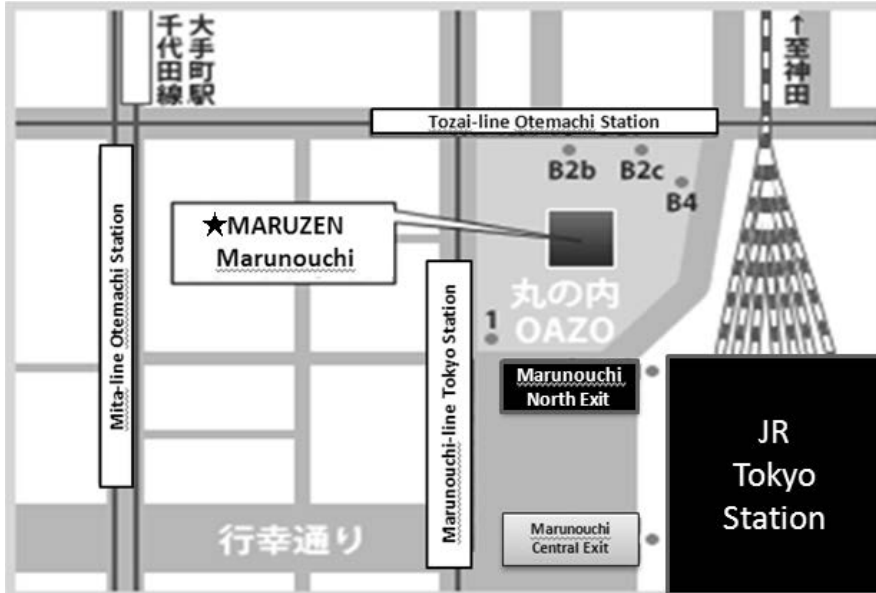 大手町駅
千代田線
↑至神田
Tozai-line Otemachi Station
B2b
B2c
B4
★MARUZEN
Marunouchi
Mita-line Otemachi Station
Marunouchi-line Tokyo Station
丸の内
OAZO
1
Marunouchi
North Exit
JR
Tokyo
Station
行幸通り
Marunouchi
Central Exit